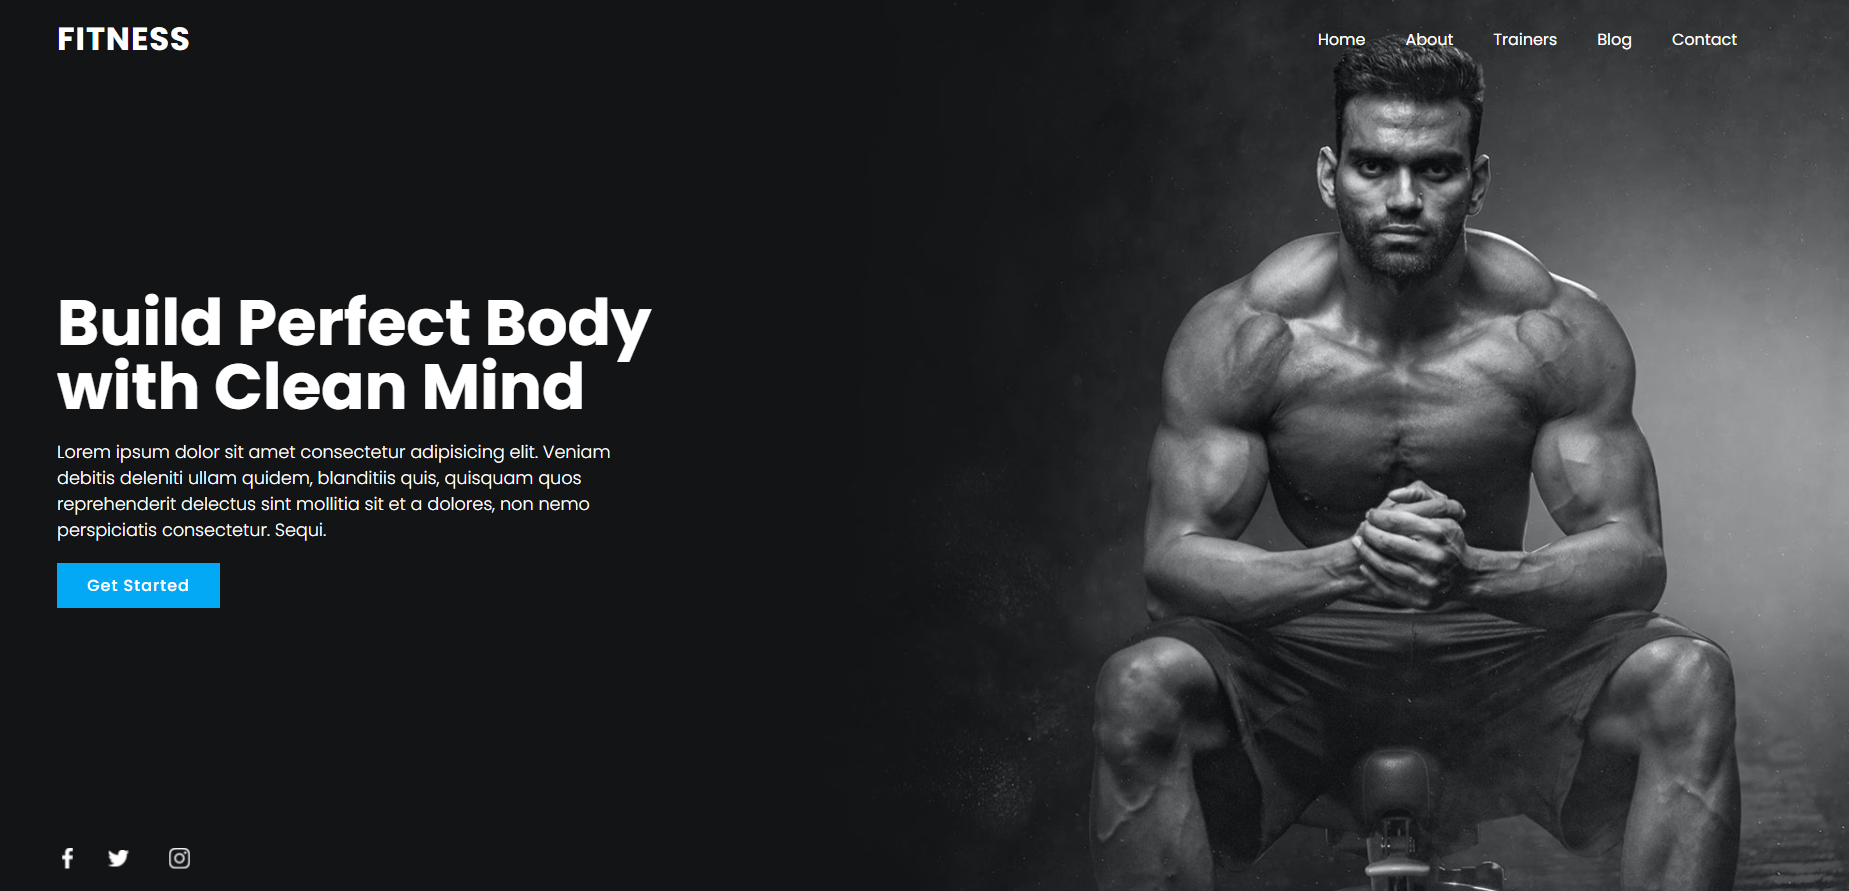 FITNESS
Home About Trainers Blog Contact
Build Perfect Body
with Clean Mind
Lorem ipsum dolor sit amet consectetur adipisicing elit. Veniam
debitis deleniti ullam quidem, blanditiis quis, quisquam quos
reprehenderit delectus sint mollitia sit et a dolores, non nemo
perspiciatis consectetur. Sequi.
Get Started